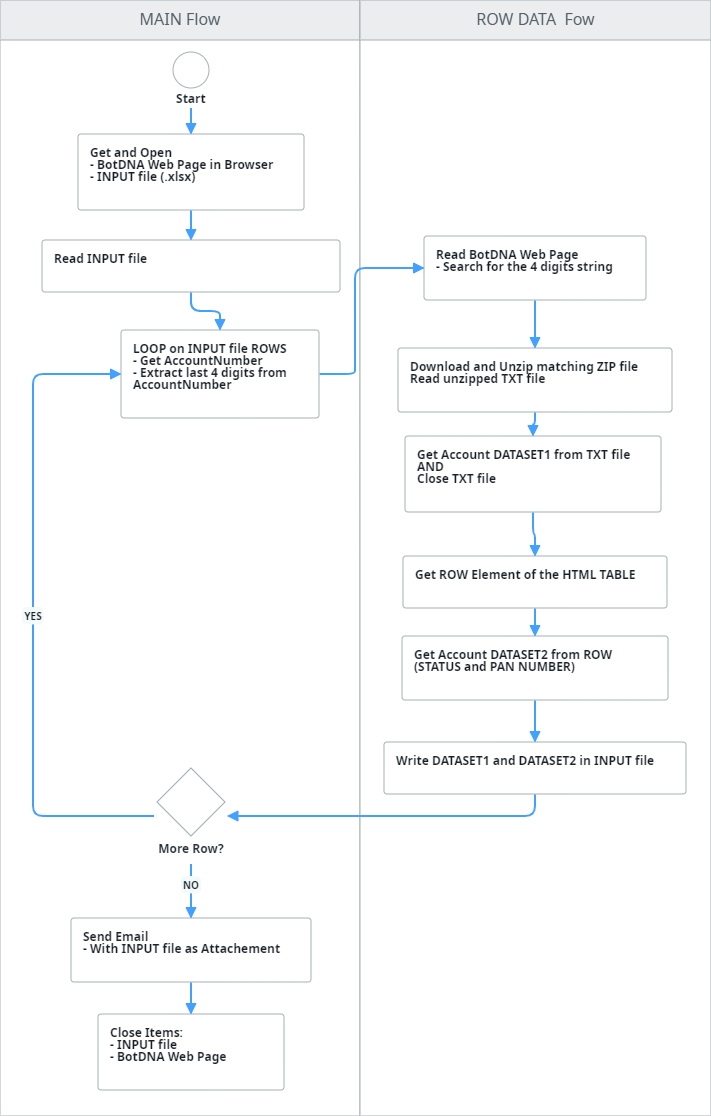 MAIN Flow
ROW DATA  Fow
Start
Get and Open
- BotDNA Web Page in Browser
- INPUT file (.xlsx)
Read INPUT file
LOOP on INPUT file ROWS
- Get AccountNumber
- Extract last 4 digits from
AccountNumber
Read BotDNA Web Page
- Search for the 4 digits string
Download and Unzip matching ZIP file
Read unzipped TXT file
Get Account DATASET1 from TXT file
AND
Close TXT file
Get ROW Element of the HTML TABLE
Get Account DATASET2 from ROW
(STATUS and PAN NUMBER)
Write DATASET1 and DATASET2 in INPUT file
YES
More Row?
NO
Send Email
- With INPUT file as Attachement
Close Items:
- INPUT file
- BotDNA Web Page